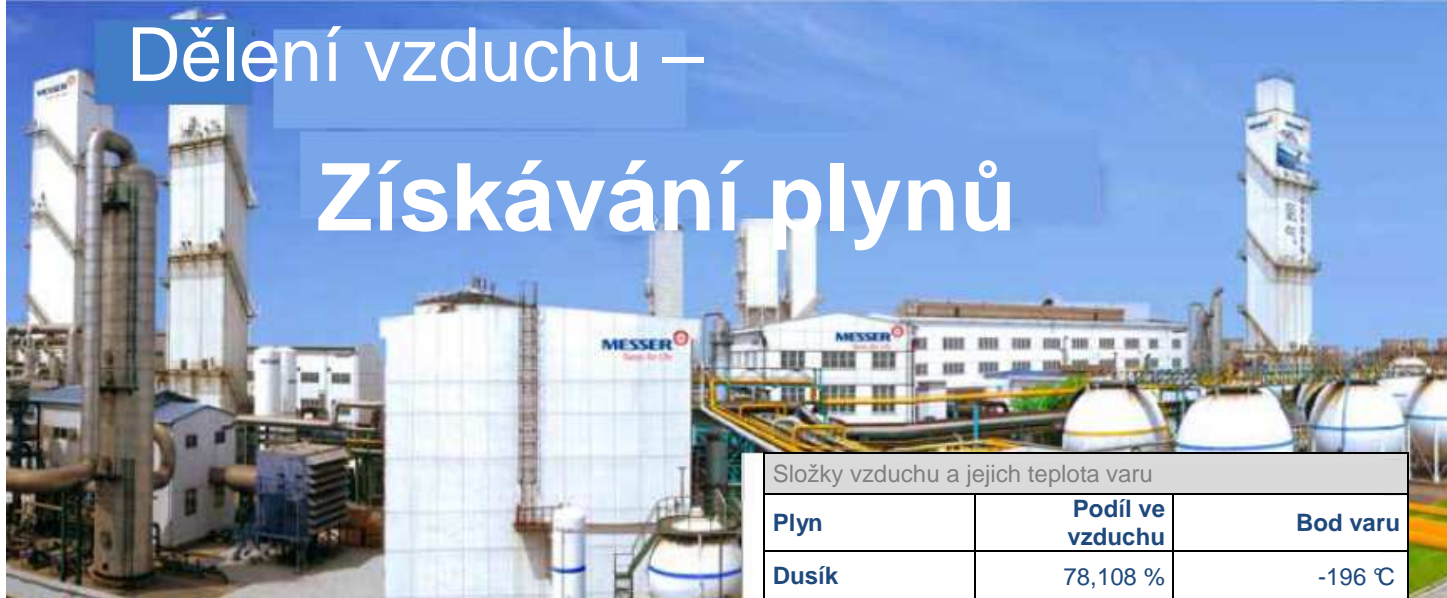 Dělení vzduchu –
Získávání plynů
MESSER
MESSER
MESSER
Složky vzduchu a jejich teplota varu
Plyn Podíl ve vzduchu Bod varu
Dusík 78,108 % -196 °C